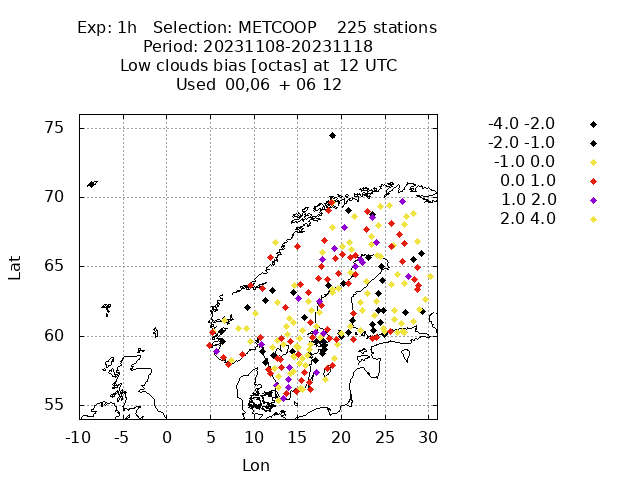 Exp: 1h   Selection: METCOOP    225 stations
Period: 20231108-20231118
Low clouds bias [octas] at  12 UTC
Used  00,06  + 06 12
75
70
65
60
55
-10 -5 0 5 10 15 20 25 30
Lat
Lon
-4.0 -2.0
-2.0 -1.0
-1.0 0.0
0.0 1.0
1.0 2.0
2.0 4.0